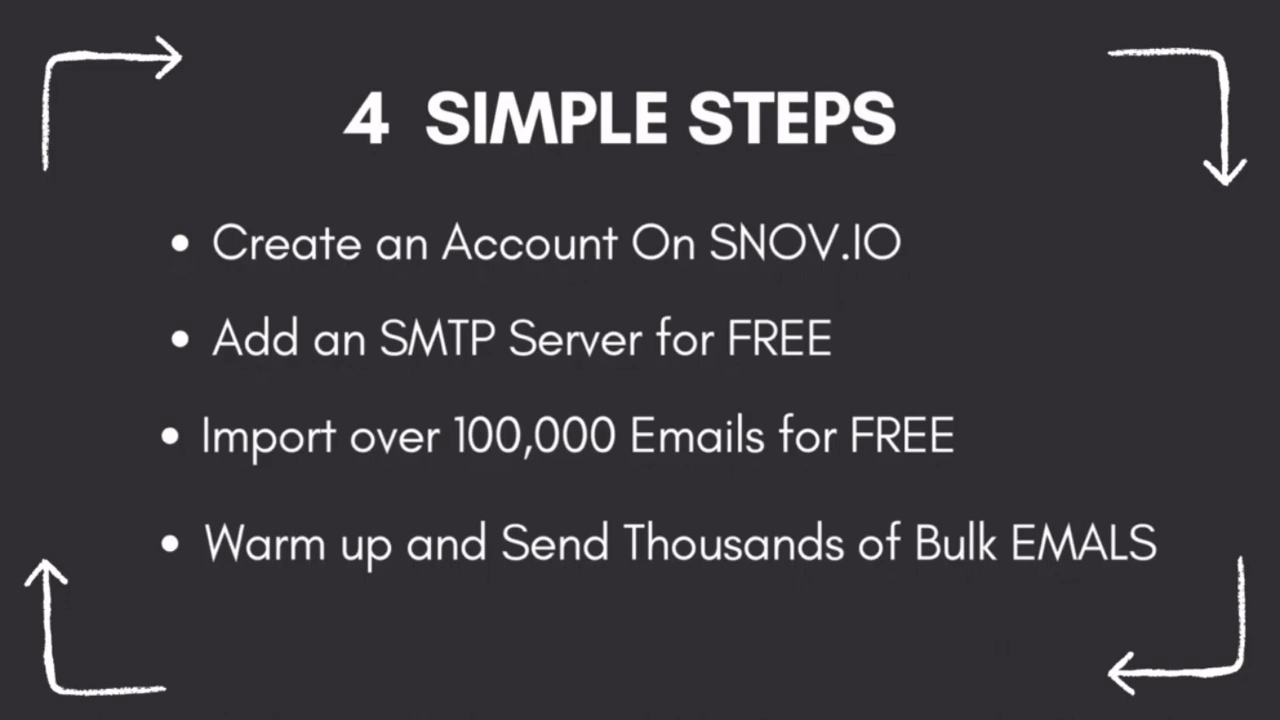 4 SIMPLE STEPS
• Create an Account On SNOV.IO
• Add an SMTP Server for FREE
• Import over 100,000 Emails for FREE
• Warm up and Send Thousands of Bulk EMALS